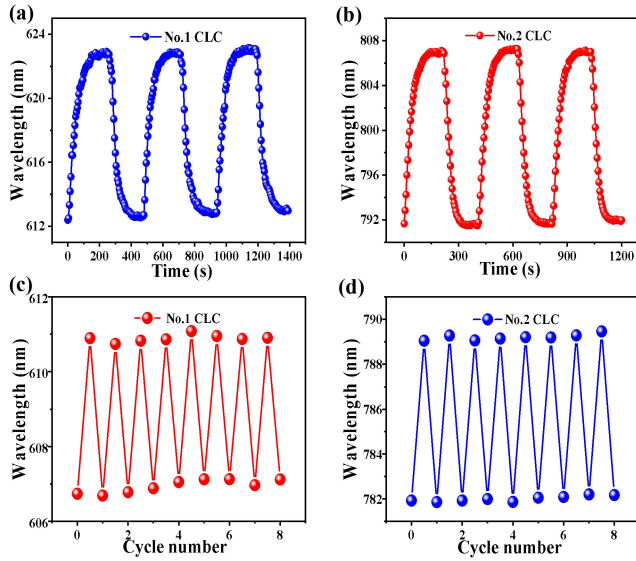 (a)
No.1 CLC
Wavelength (nm)
624
620
616
612
0 200 400 600 800 1000 1200 1400
Time (s)
(b)
No.2 CLC
Wavelength (nm)
808
804
800
796
792
0 300 600 900 1200
Time (s)
(c)
No.1 CLC
Wavelength (nm)
612
611
610
608
607
606
0 2 4 6 8
Cycle number
(d)
No.2 CLC
Wavelength (nm)
790
788
786
784
782
0 2 4 6 8
Cycle number